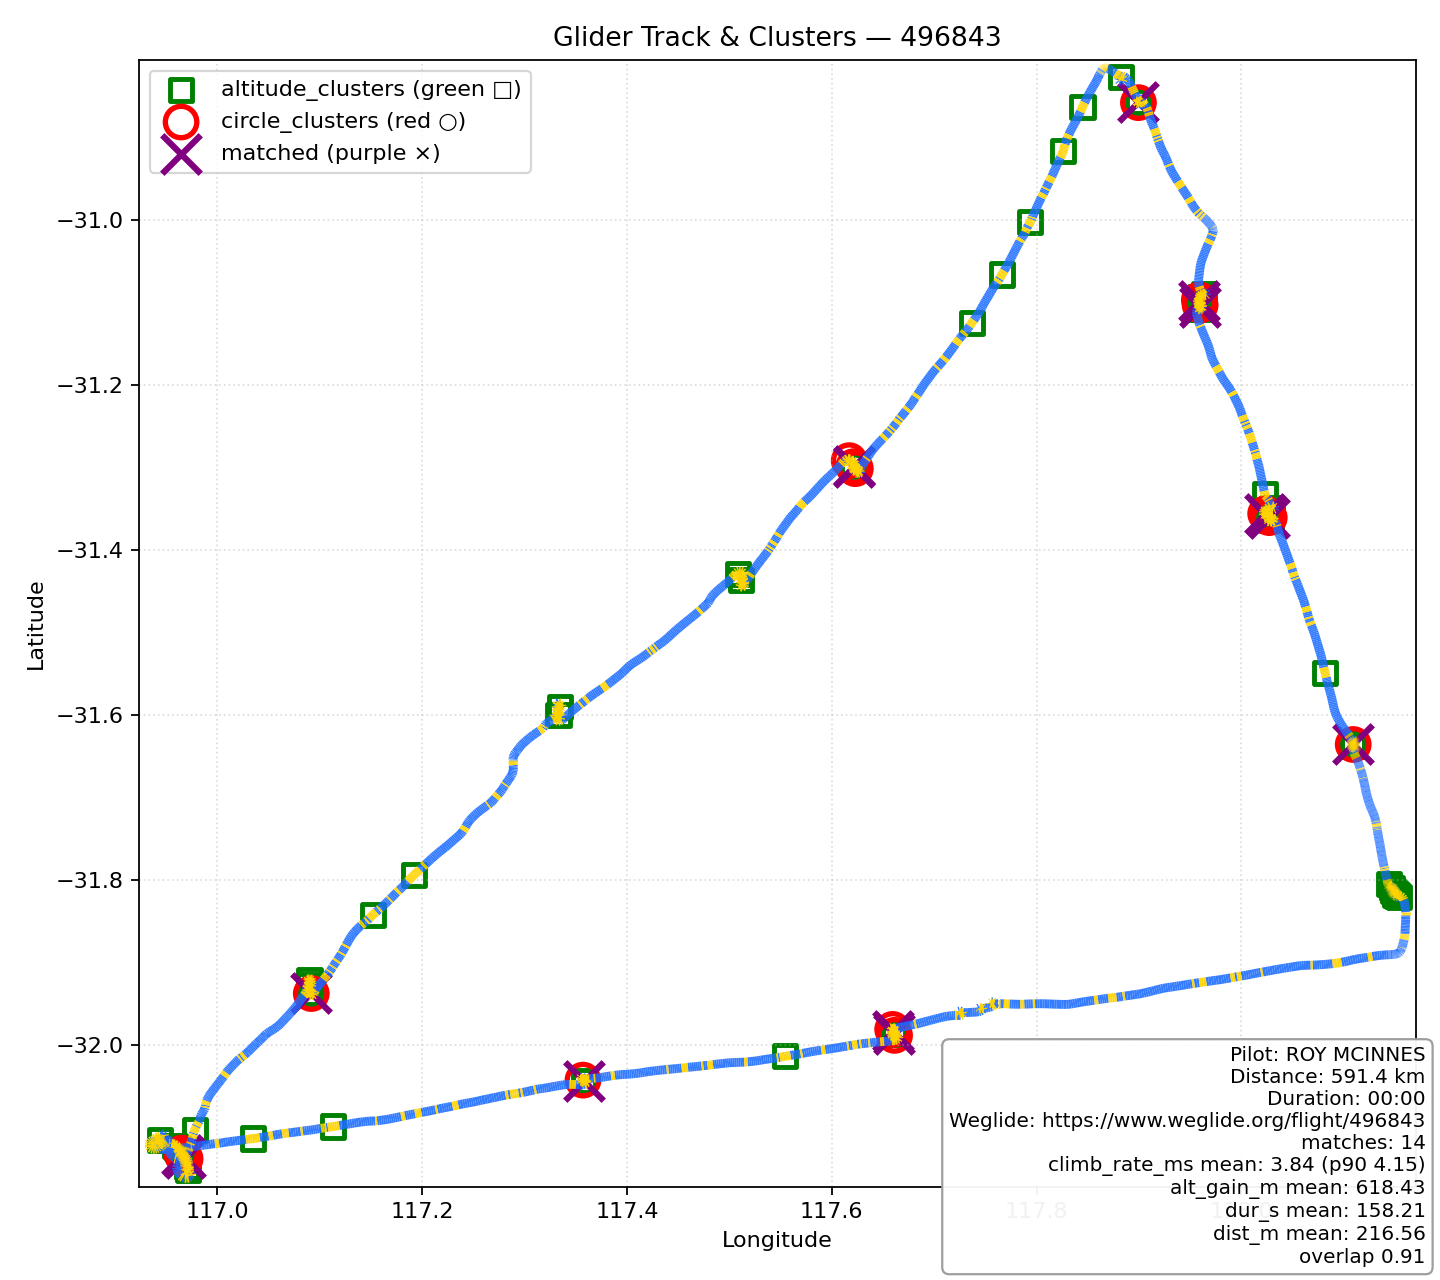 Glider Track & Clusters — 496843
altitude_clusters (green □)
circle_clusters (red ○)
matched (purple ×)
Latitude
−31.0
−31.2
−31.4
−31.6
−31.8
−32.0
117.0
117.2
117.4
117.6
117.8
Longitude
Pilot: ROY MCINNES
Distance: 591.4 km
Duration: 00:00
Weglide: https://www.weglide.org/flight/496843
matches: 14
climb_rate_ms mean: 3.84 (p90 4.15)
alt_gain_m mean: 618.43
dur_s mean: 158.21
dist_m mean: 216.56
overlap 0.91